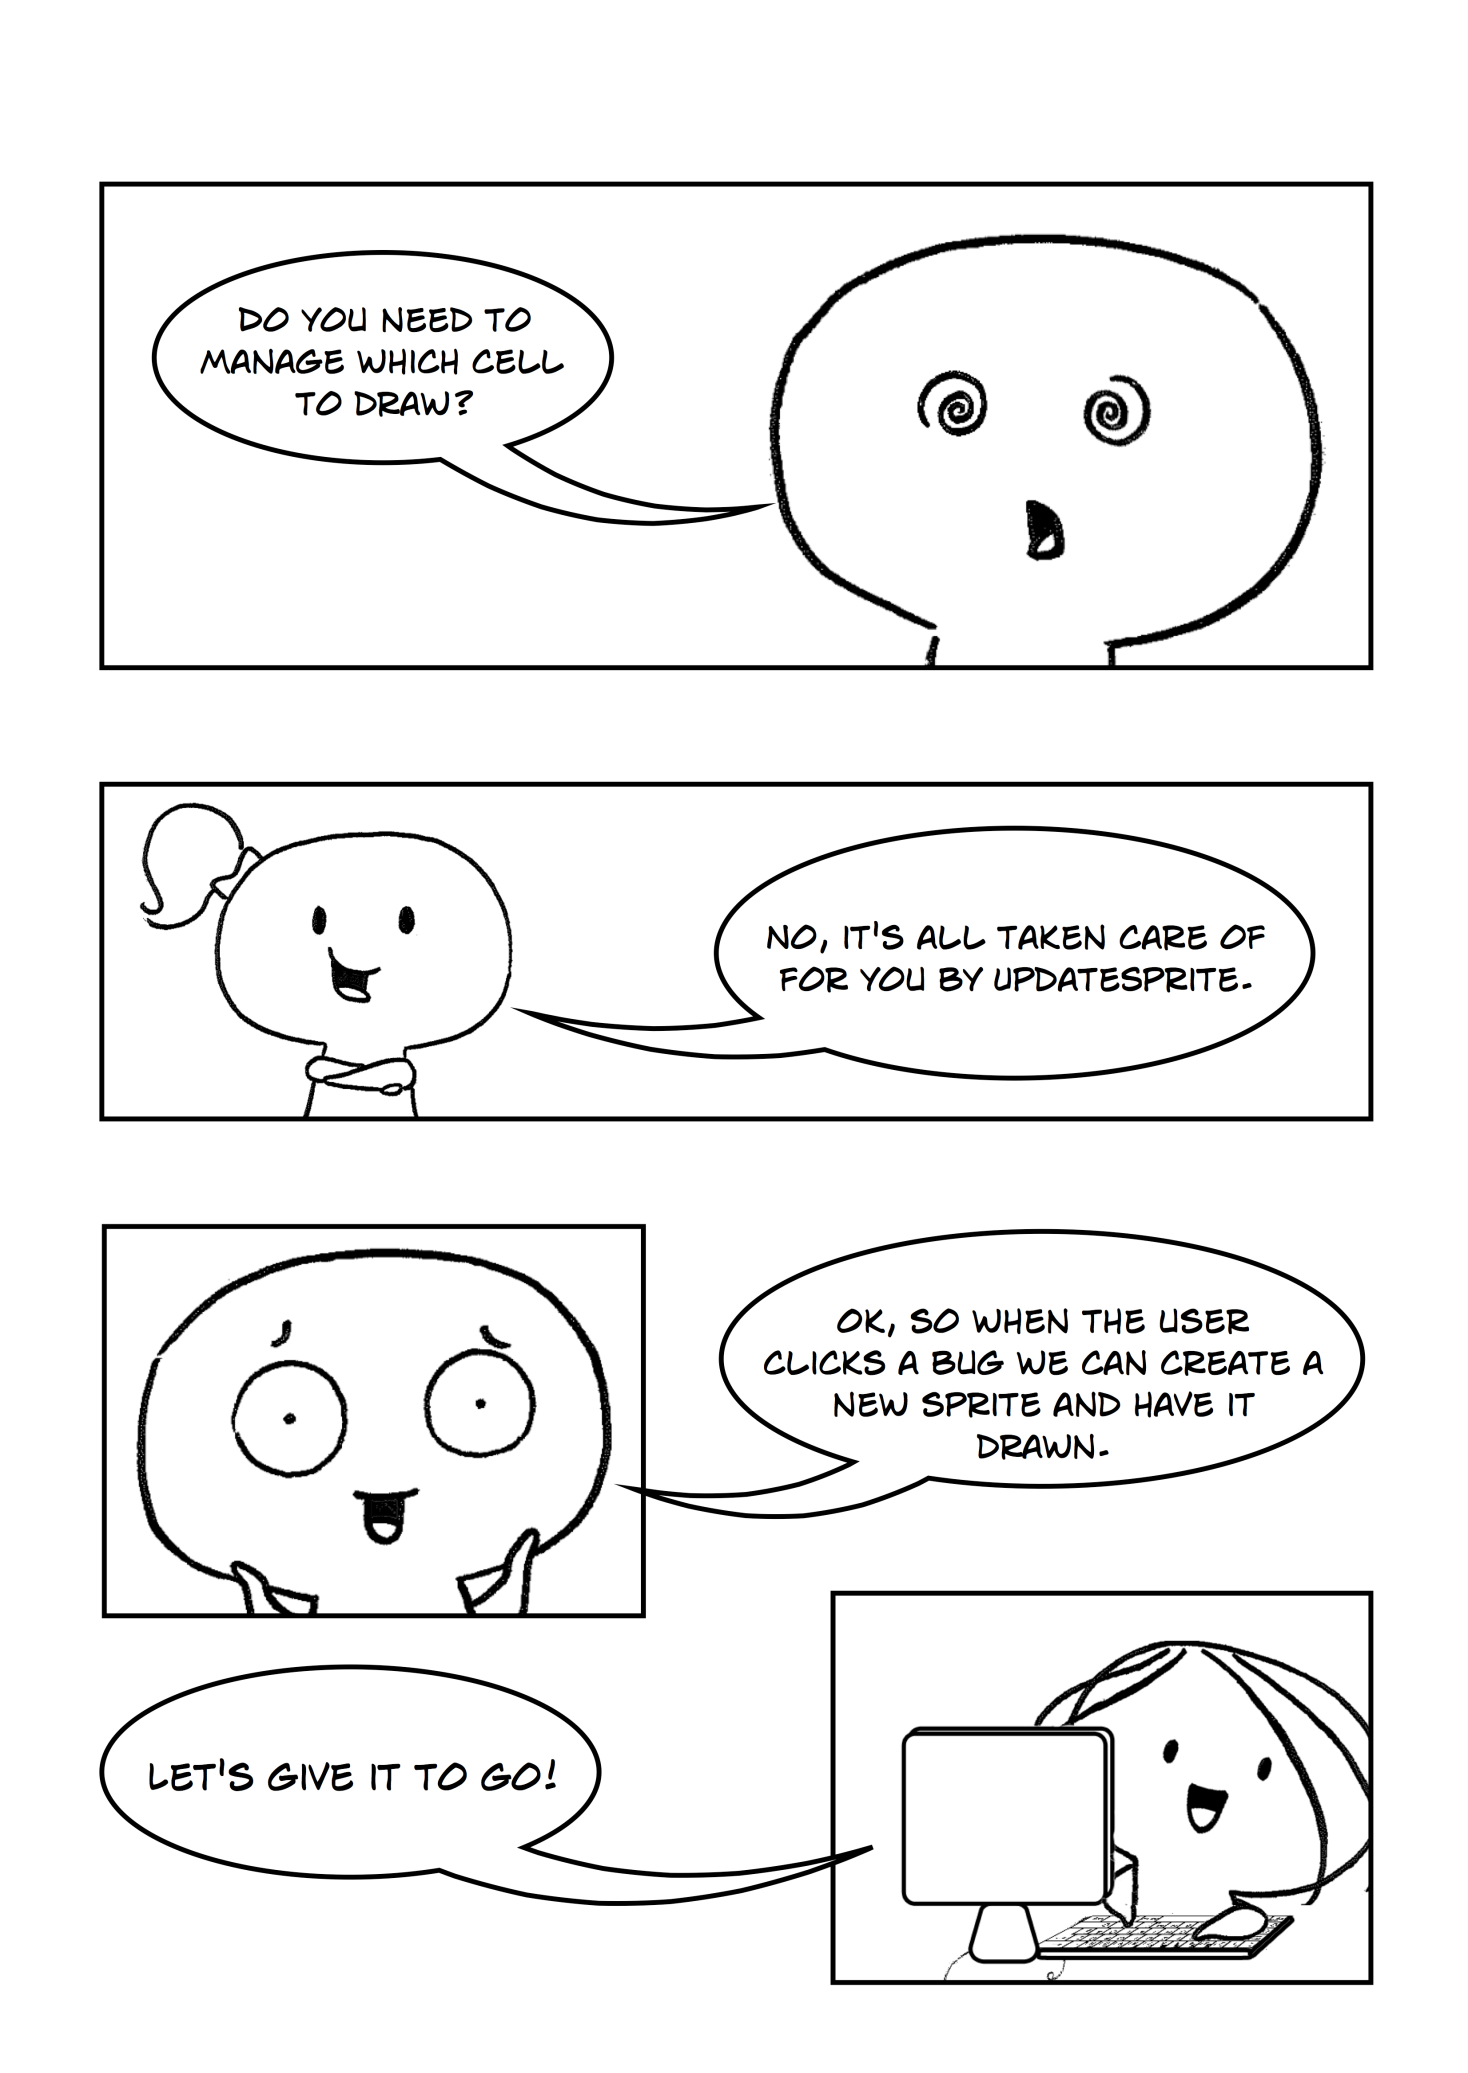 DO YOU NEED TO
MANAGE WHICH CELL
TO DRAW?
NO, IT'S ALL TAKEN CARE OF
FOR YOU BY UPDATESPRITE.
OK, SO WHEN THE USER
CLICKS A BUG WE CAN CREATE A
NEW SPRITE AND HAVE IT
DRAWN.
LET'S GIVE IT TO GO!